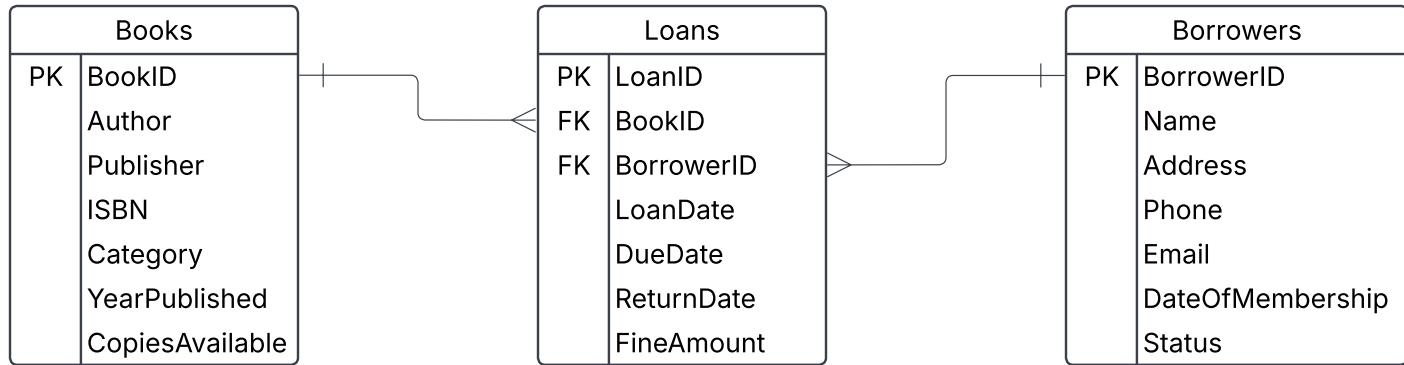 Books
PK BookID
Author
Publisher
ISBN
Category
YearPublished
CopiesAvailable
Loans
PK LoanID
FK BookID
FK BorrowerID
LoanDate
DueDate
ReturnDate
FineAmount
Borrowers
PK BorrowerID
Name
Address
Phone
Email
DateOfMembership
Status